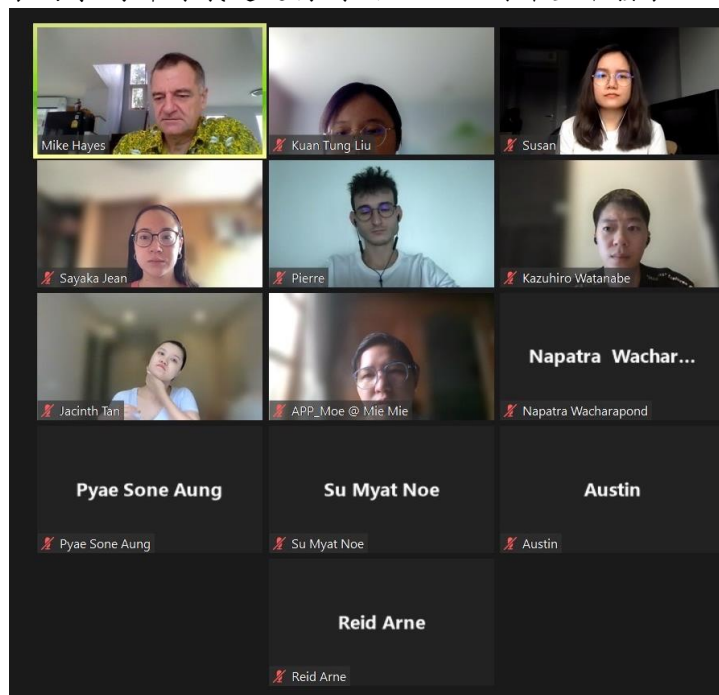 Mike Hayes
Kuan Tung Liu
Susan
Sayaka Jean
Pierre
Kazuhiro Watanabe
Jacinth Tan
APP_Moe @ Mie Mie
Napatra Wachar...
Napatra Wacharapond
Pyae Sone Aung
Pyae Sone Aung
Su Myat Noe
Su Myat Noe
Austin
Austin
Reid Arne
Reid Arne